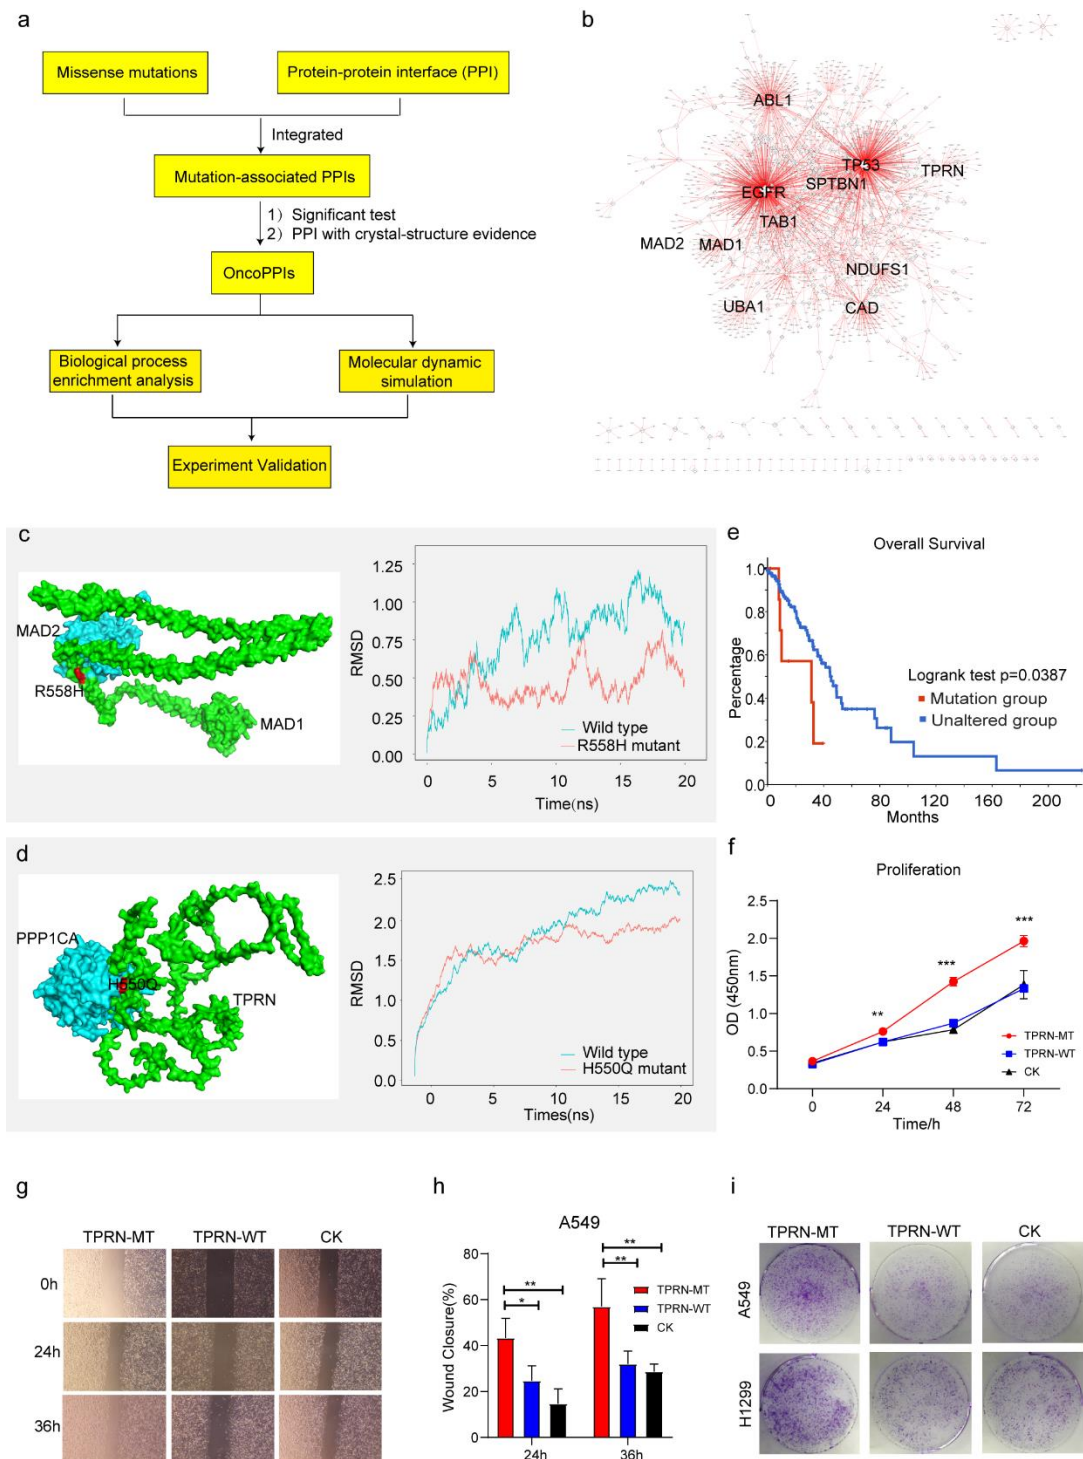 a
Missense mutations
Protein-protein interface (PPI)
Integrated
Mutation-associated PPIs
1) Significant test
2) PPI with crystal-structure evidence
OncoPPIs
Biological process
enrichment analysis
Molecular dynamic
simulation
Experiment Validation
b
ABL1
TP53
TPRN
SPTBN1
EGFR
TAB1
MAD2
MAD1
NDUFS1
UBA1
CAD
c
MAD2
R558H
MAD1
1.25
1.00
0.75
0.50
0.25
0.00
RMSD
Wild type
R558H mutant
0
5
10
15
20
Time(ns)
d
PPP1CA
H550Q
TPRN
2.5
2.0
1.5
1.0
0.5
0.0
RMSD
Wild type
H550Q mutant
0
5
10
15
20
Times(ns)
e
Overall Survival
1.0
0.8
0.6
0.4
0.2
0.0
Percentage
Logrank test p=0.0387
Mutation group
Unaltered group
0
40
80
120
160
200
Months
f
Proliferation
2.5
2.0
1.5
1.0
0.5
0.0
OD (450nm)
**
***
***
TPRN-MT
TPRN-WT
CK
0
24
48
72
Time/h
g
TPRN-MT
TPRN-WT
CK
0h
24h
36h
h
A549
80
60
40
20
0
Wound Closure(%)
**
*
**
**
TPRN-MT
TPRN-WT
CK
24h
36h
i
TPRN-MT
TPRN-WT
CK
A549
H1299